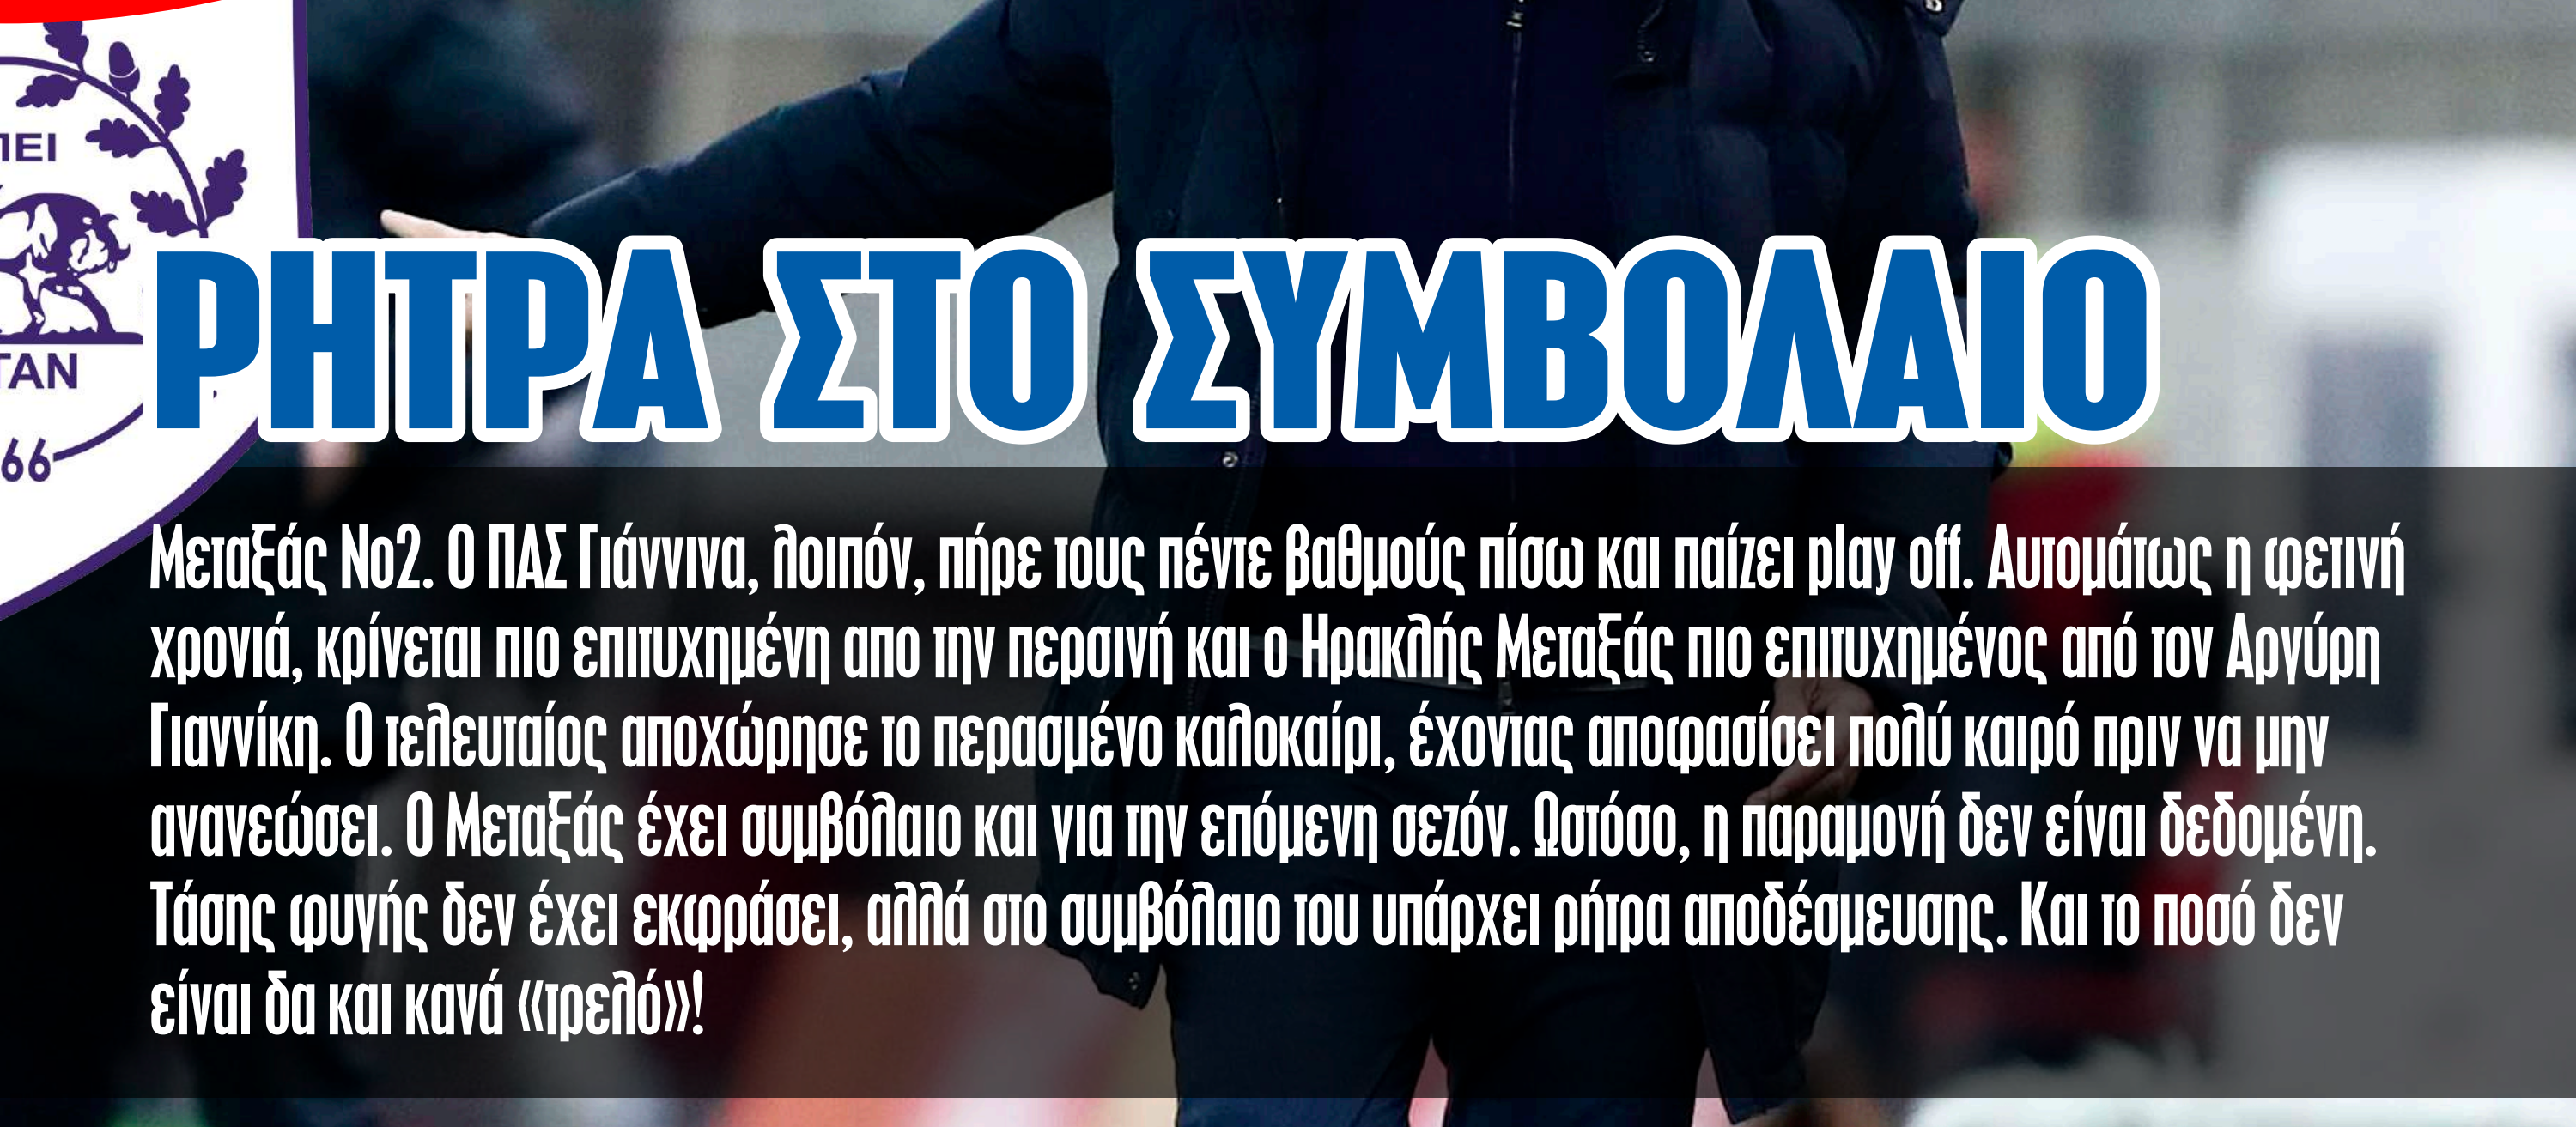 ΠΕΙ
ΤΑΝ
66
ΡΗΤΡΑ ΣΤΟ ΣΥΜΒΟΛΑΙΟ
Μεταξάς Νο2. Ο ΠΑΣ Γιάννινα, λοιπόν, πήρε τους πέντε βαθμούς πίσω και παίζει play off. Αυτομάτως η φετινή
χρονιά, κρίνεται πιο επιτυχημένη απο την περσινή και ο Ηρακλής Μεταξάς πιο επιτυχημένος από τον Αργύρη
Γιαννίκη. Ο τελευταίος αποχώρησε το περασμένο καλοκαίρι, έχοντας αποφασίσει πολύ καιρό πριν να μην
ανανεώσει. Ο Μεταξάς έχει συμβόλαιο και για την επόμενη σεζόν. Ωστόσο, η παραμονή δεν είναι δεδομένη.
Τάσης φυγής δεν έχει εκφράσει, αλλά στο συμβόλαιο του υπάρχει ρήτρα αποδέσμευσης. Και το ποσό δεν
είναι δα και κανά «τρελό»!